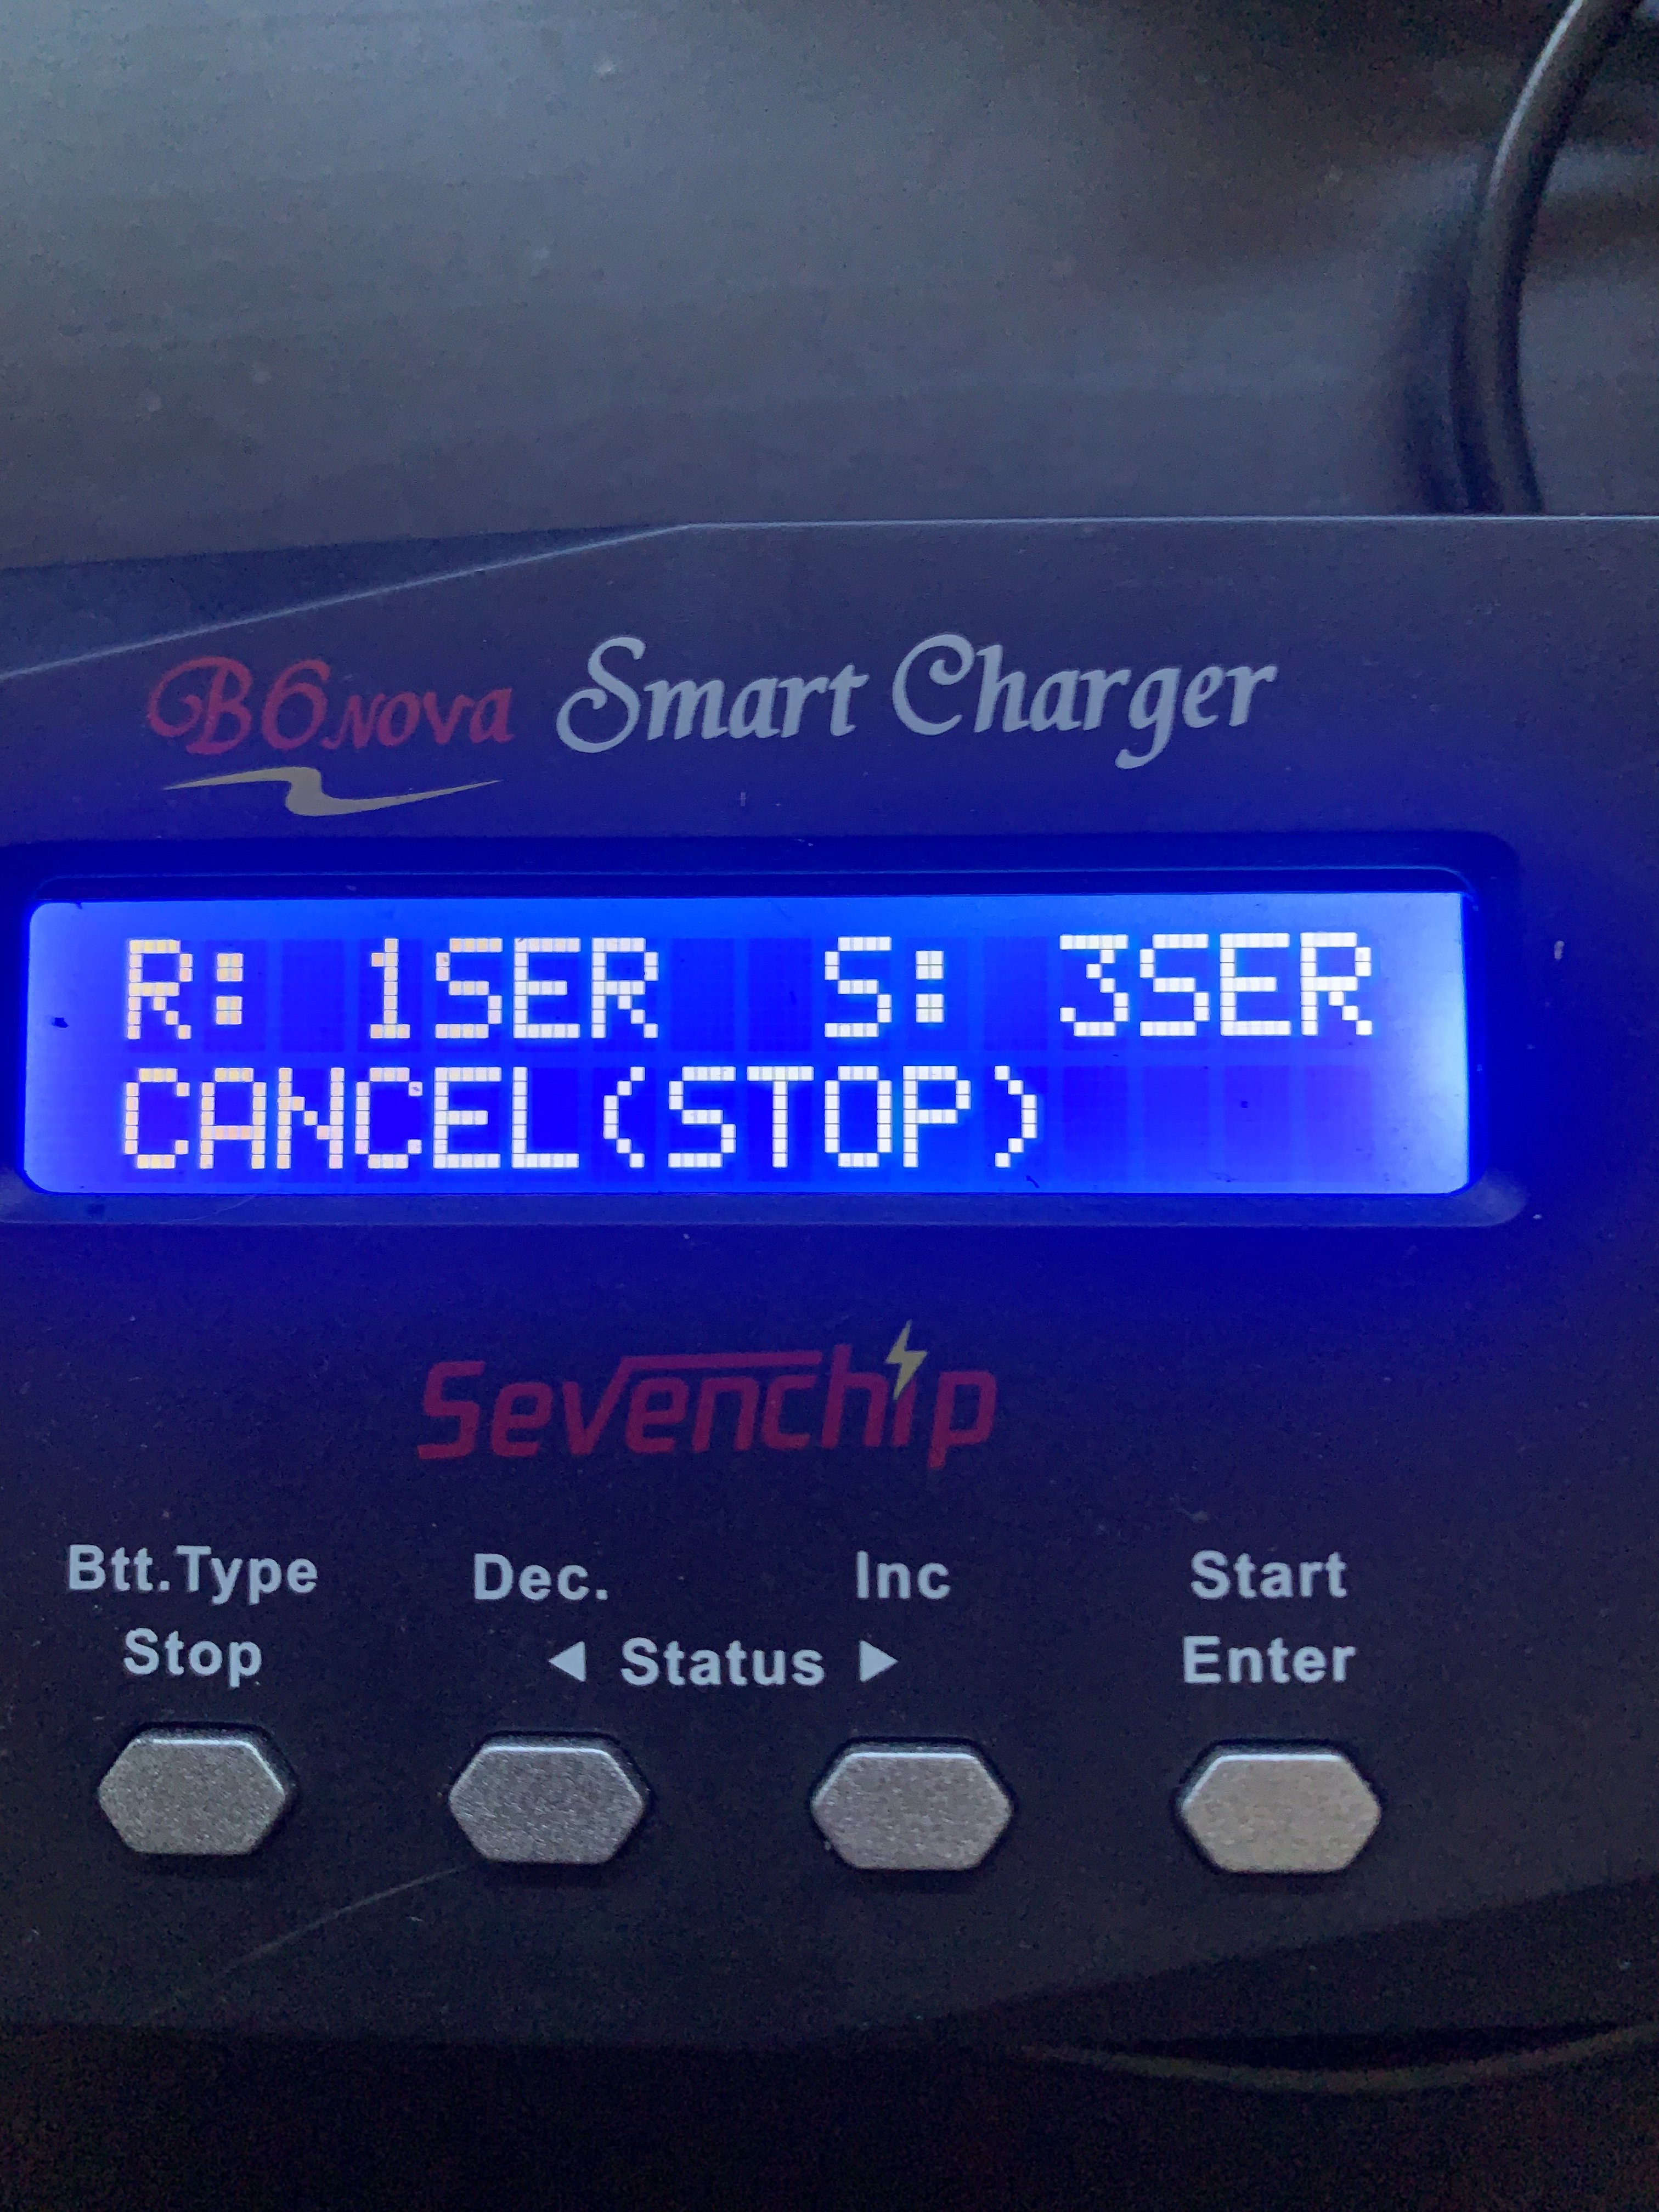 B6nova Smart Charger
R: 1SER S: 3SER
CANCEL(STOP)
Sevenchip
Btt.Type Dec. Inc Start
Stop ◀ Status ▶ Enter